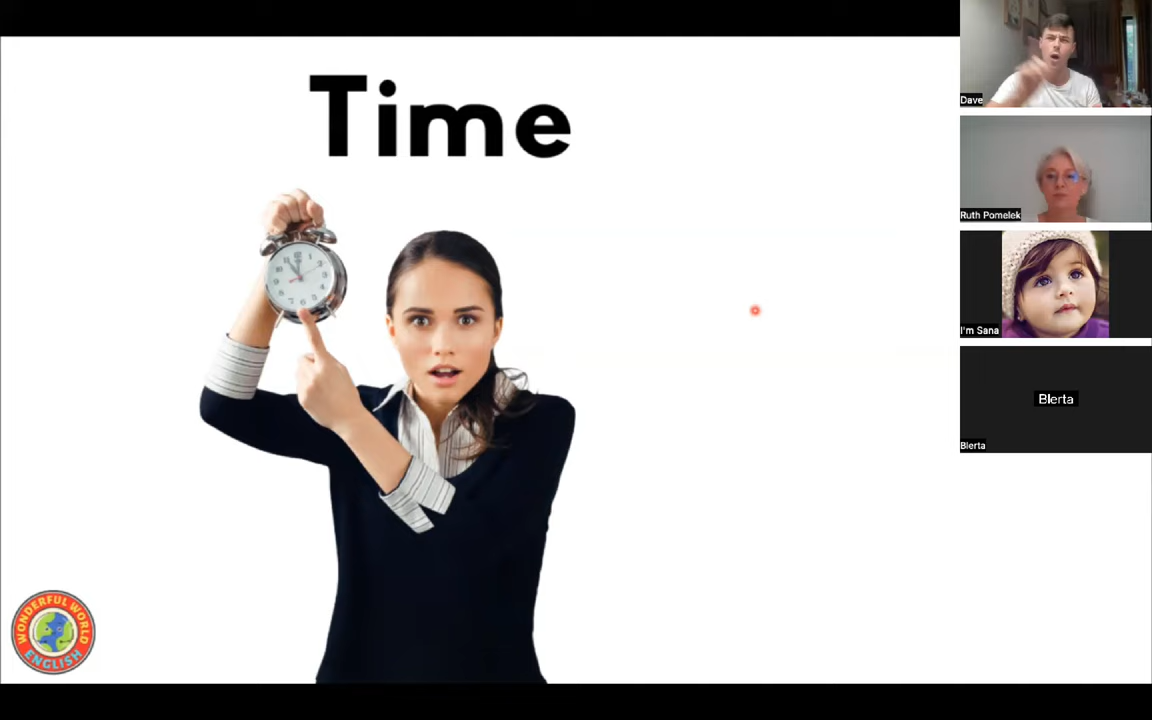 Time
WONDERFUL WORLD
ENGLISH
Dave
Ruth Pomelek
I'm Sana
Blerta
Blerta